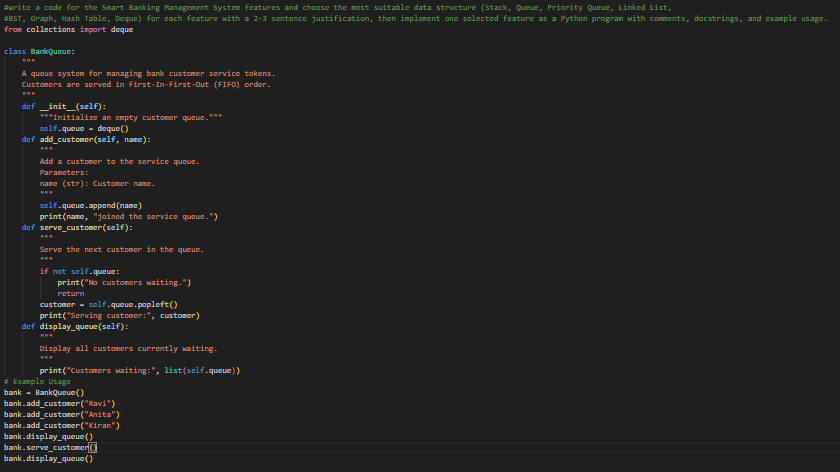 #write a code for the Smart Banking Management System features and choose the most suitable data structure (Stack, Queue, Priority Queue, Linked List,
#BST, Graph, Hash Table, Deque) for each feature with a 2-3 sentence justification, then implement one selected feature as a Python program with comments, docstrings, and example usage.
from collections import deque
class BankQueue:
    """
    A queue system for managing bank customer service tokens.
    Customers are served in First-In-First-Out (FIFO) order.
    """
    def __init__(self):
        """Initialize an empty customer queue."""
        self.queue = deque()
    def add_customer(self, name):
        """
        Add a customer to the service queue.
        Parameters:
        name (str): Customer name.
        """
        self.queue.append(name)
        print(name, "joined the service queue.")
    def serve_customer(self):
        """
        Serve the next customer in the queue.
        """
        if not self.queue:
            print("No customers waiting.")
            return
        customer = self.queue.popleft()
        print("Serving customer:", customer)
    def display_queue(self):
        """
        Display all customers currently waiting.
        """
        print("Customers waiting:", list(self.queue))
# Example Usage
bank = BankQueue()
bank.add_customer("Ravi")
bank.add_customer("Anita")
bank.add_customer("Kiran")
bank.display_queue()
bank.serve_customer()
bank.display_queue()